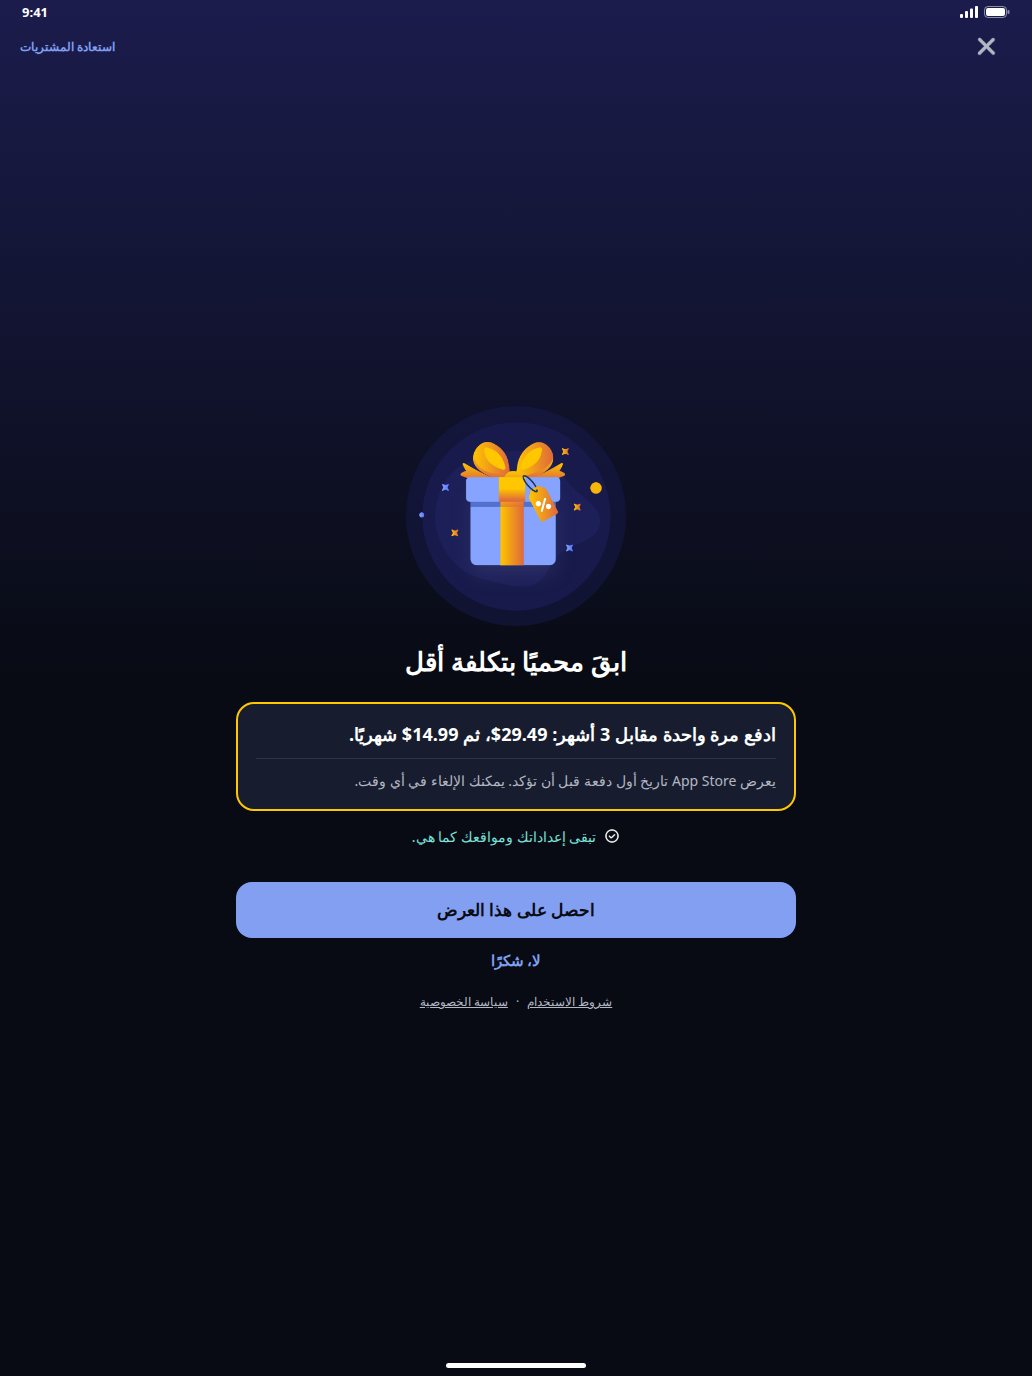 9:41
استعادة المشتريات
%
ابقَ محميًا بتكلفة أقل
ادفع مرة واحدة مقابل 3 أشهر: 29.49$، ثم 14.99$ شهريًا.
يعرض App Store تاريخ أول دفعة قبل أن تؤكد. يمكنك الإلغاء في أي وقت.
تبقى إعداداتك ومواقعك كما هي.
احصل على هذا العرض
لا، شكرًا
شروط الاستخدام · سياسة الخصوصية